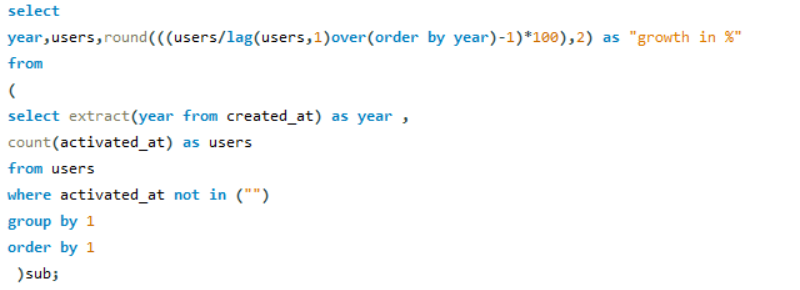 select
year,users,round(((users/lag(users,1)over(order by year)-1)*100),2) as "growth in %"
from
(
select extract(year from created_at) as year ,
count(activated_at) as users
from users
where activated_at not in ("")
group by 1
order by 1
)sub;